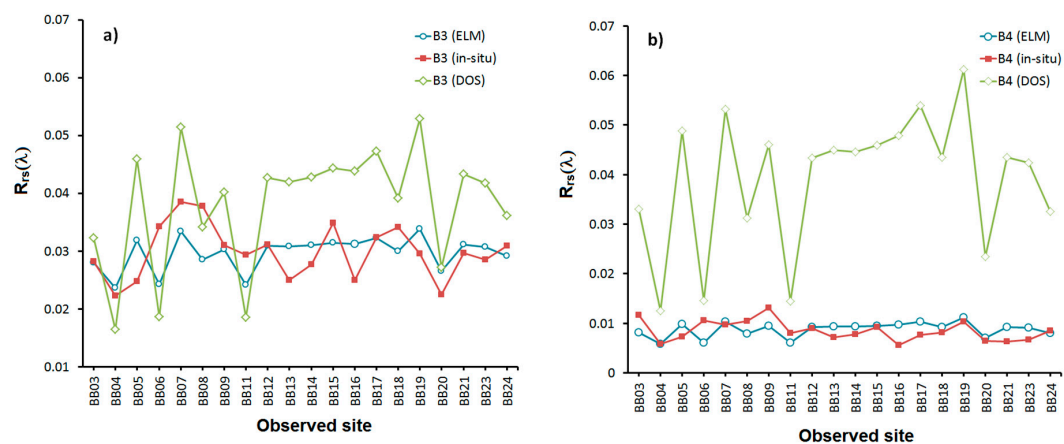 a)
0.07
0.06
0.05
0.04
0.03
0.02
0.01
Rrs(λ)
B3 (ELM)
B3 (in-situ)
B3 (DOS)
BB03 BB04 BB05 BB06 BB07 BB08 BB09 BB11 BB12 BB13 BB14 BB15 BB16 BB17 BB18 BB19 BB20 BB21 BB23 BB24
Observed site
b)
0.07
0.06
0.05
0.04
0.03
0.02
0.01
0
Rrs(λ)
B4 (ELM)
B4 (in-situ)
B4 (DOS)
BB03 BB04 BB05 BB06 BB07 BB08 BB09 BB11 BB12 BB13 BB14 BB15 BB16 BB17 BB18 BB19 BB20 BB21 BB23 BB24
Observed site